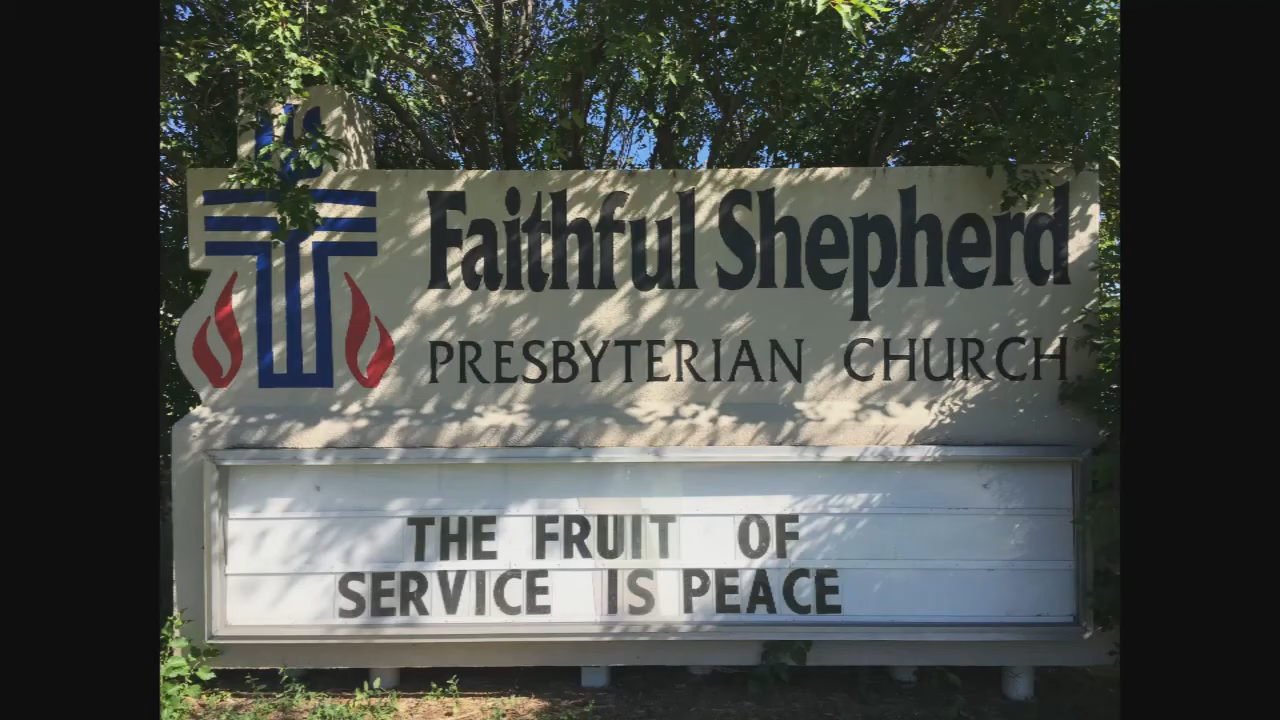 Faithful Shepherd
PRESBYTERIAN CHURCH
THE FRUIT OF
SERVICE IS PEACE